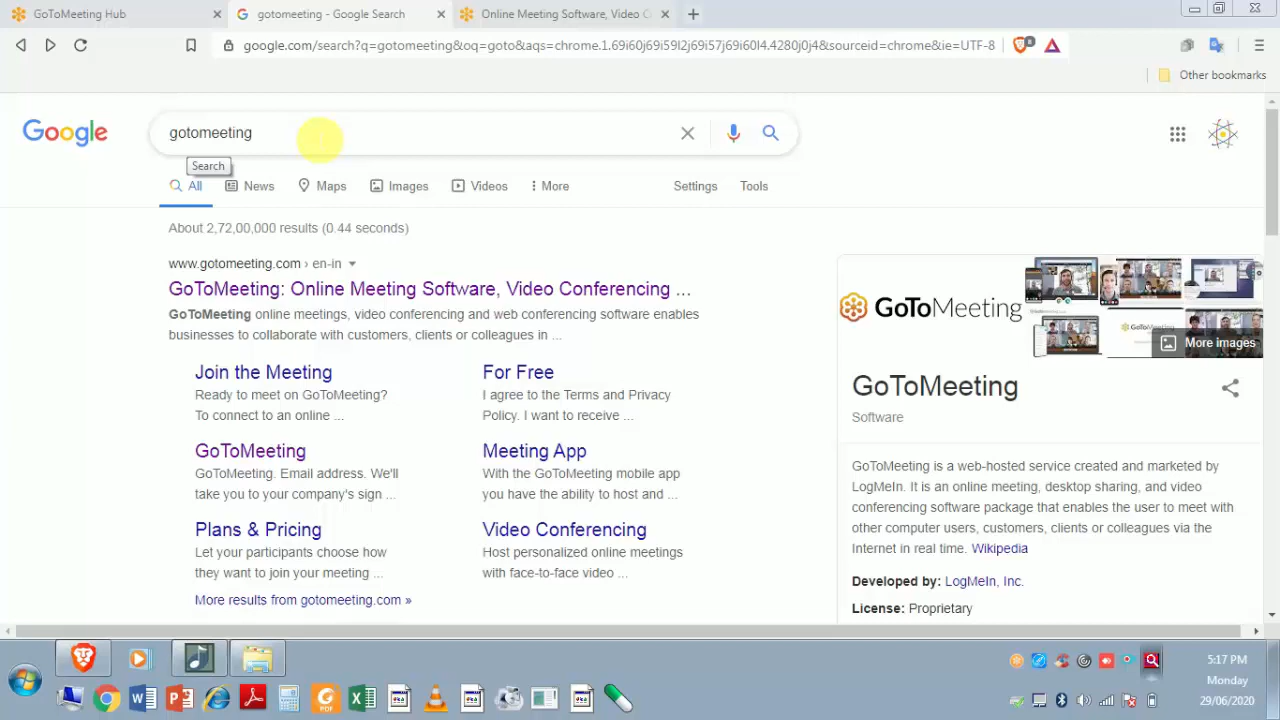 GoToMeeting Hub
gotomeeting - Google Search
Online Meeting Software, Video C
google.com/search?q=gotomeeting&oq=goto&aqs=chrome.1.69i60j69i59l2j69i57j69i60l4.4280j0j4&sourceid=chrome&ie=UTF-8
Other bookmarks
Google
gotomeeting
Search
All
News
Maps
Images
Videos
More
Settings
Tools
About 2,72,00,000 results (0.44 seconds)
www.gotomeeting.com › en-in
GoToMeeting: Online Meeting Software, Video Conferencing ...
GoToMeeting online meetings, video conferencing and web conferencing software enables
businesses to collaborate with customers, clients or colleagues in ...
Join the Meeting
Ready to meet on GoToMeeting?
To connect to an online ...
For Free
I agree to the Terms and Privacy
Policy. I want to receive ...
GoToMeeting
GoToMeeting. Email address. We'll
take you to your company's sign ...
Meeting App
With the GoToMeeting mobile app
you have the ability to host and ...
Plans & Pricing
Let your participants choose how
they want to join your meeting ...
Video Conferencing
Host personalized online meetings
with face-to-face video ...
More results from gotomeeting.com »
GoToMeeting
More images
GoToMeeting
Software
GoToMeeting is a web-hosted service created and marketed by
LogMeIn. It is an online meeting, desktop sharing, and video
conferencing software package that enables the user to meet with
other computer users, customers, clients or colleagues via the
Internet in real time. Wikipedia
Developed by: LogMeIn, Inc.
License: Proprietary
5:17 PM
Monday
29/06/2020